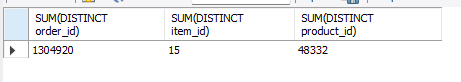 SUM(DISTINCT order_id) SUM(DISTINCT item_id) SUM(DISTINCT product_id)
1304920 15 48332